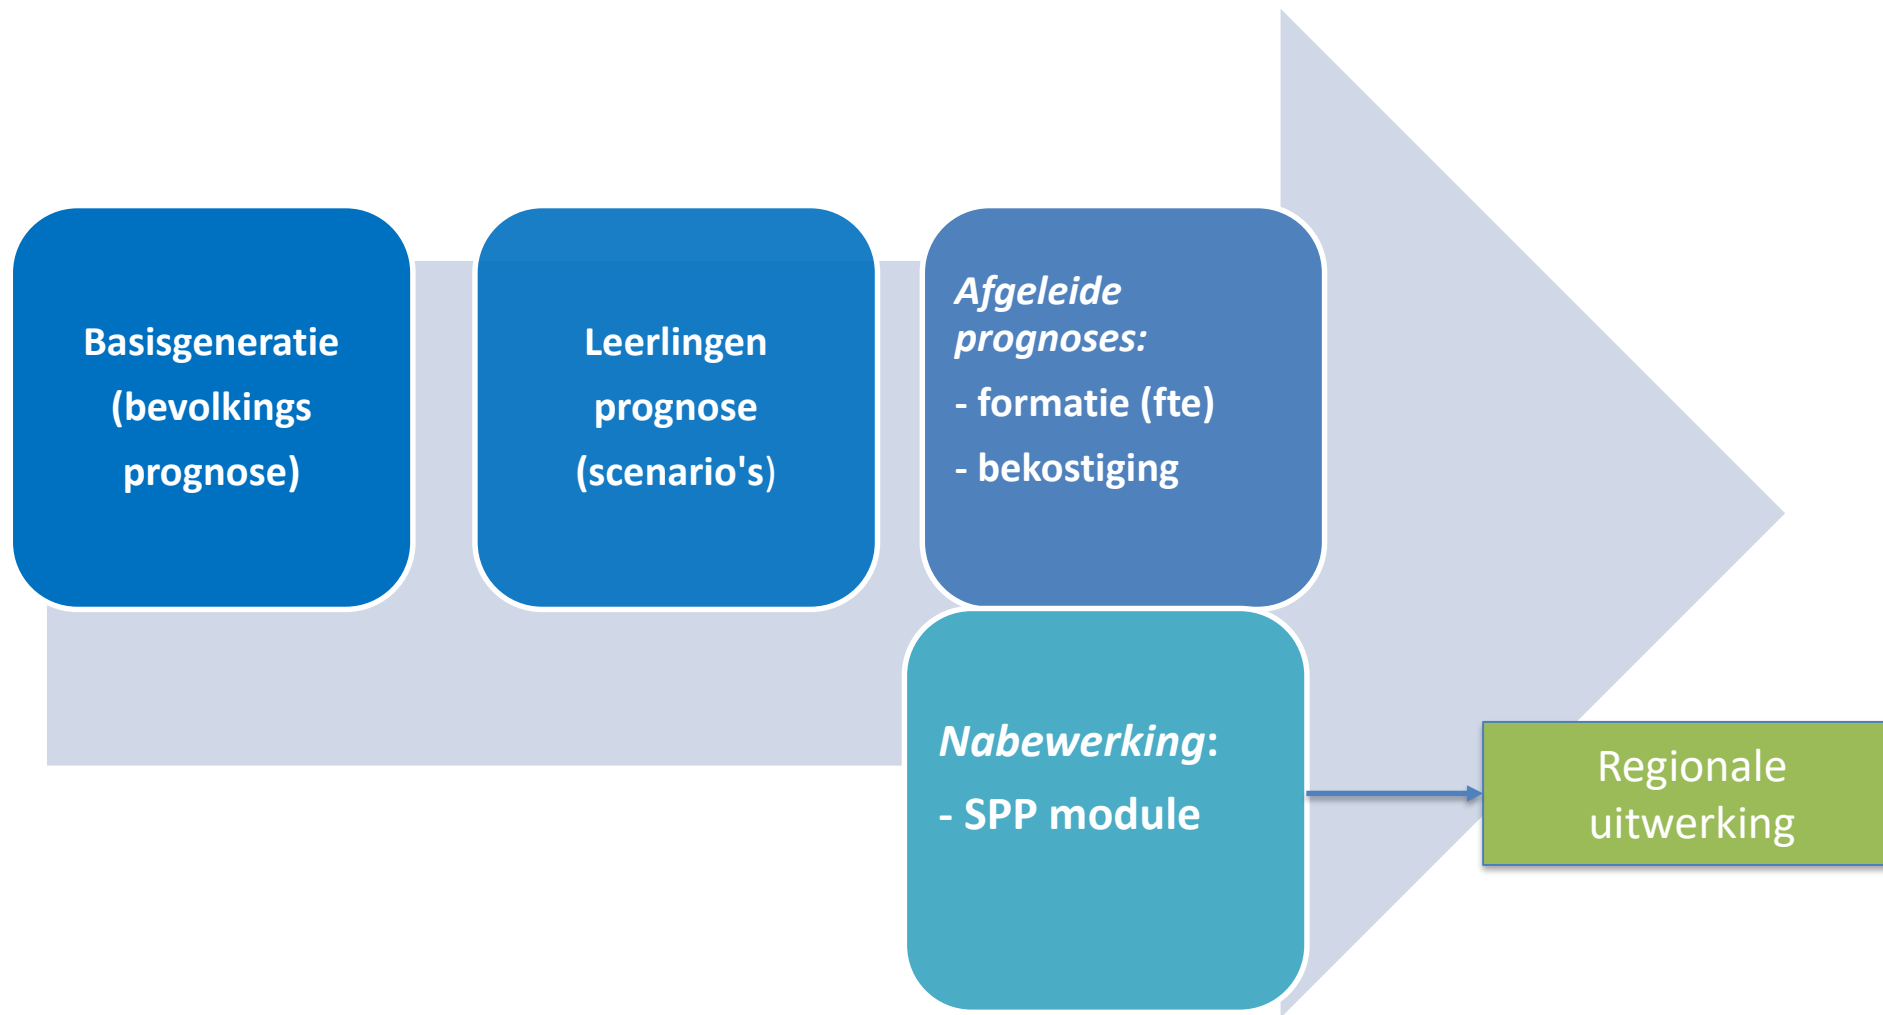 Basisgeneratie
(bevolkings
prognose)
Leerlingen
prognose
(scenario's)
Afgeleide
prognoses:
- formatie (fte)
- bekostiging
Nabewerking:
- SPP module
Regionale
uitwerking